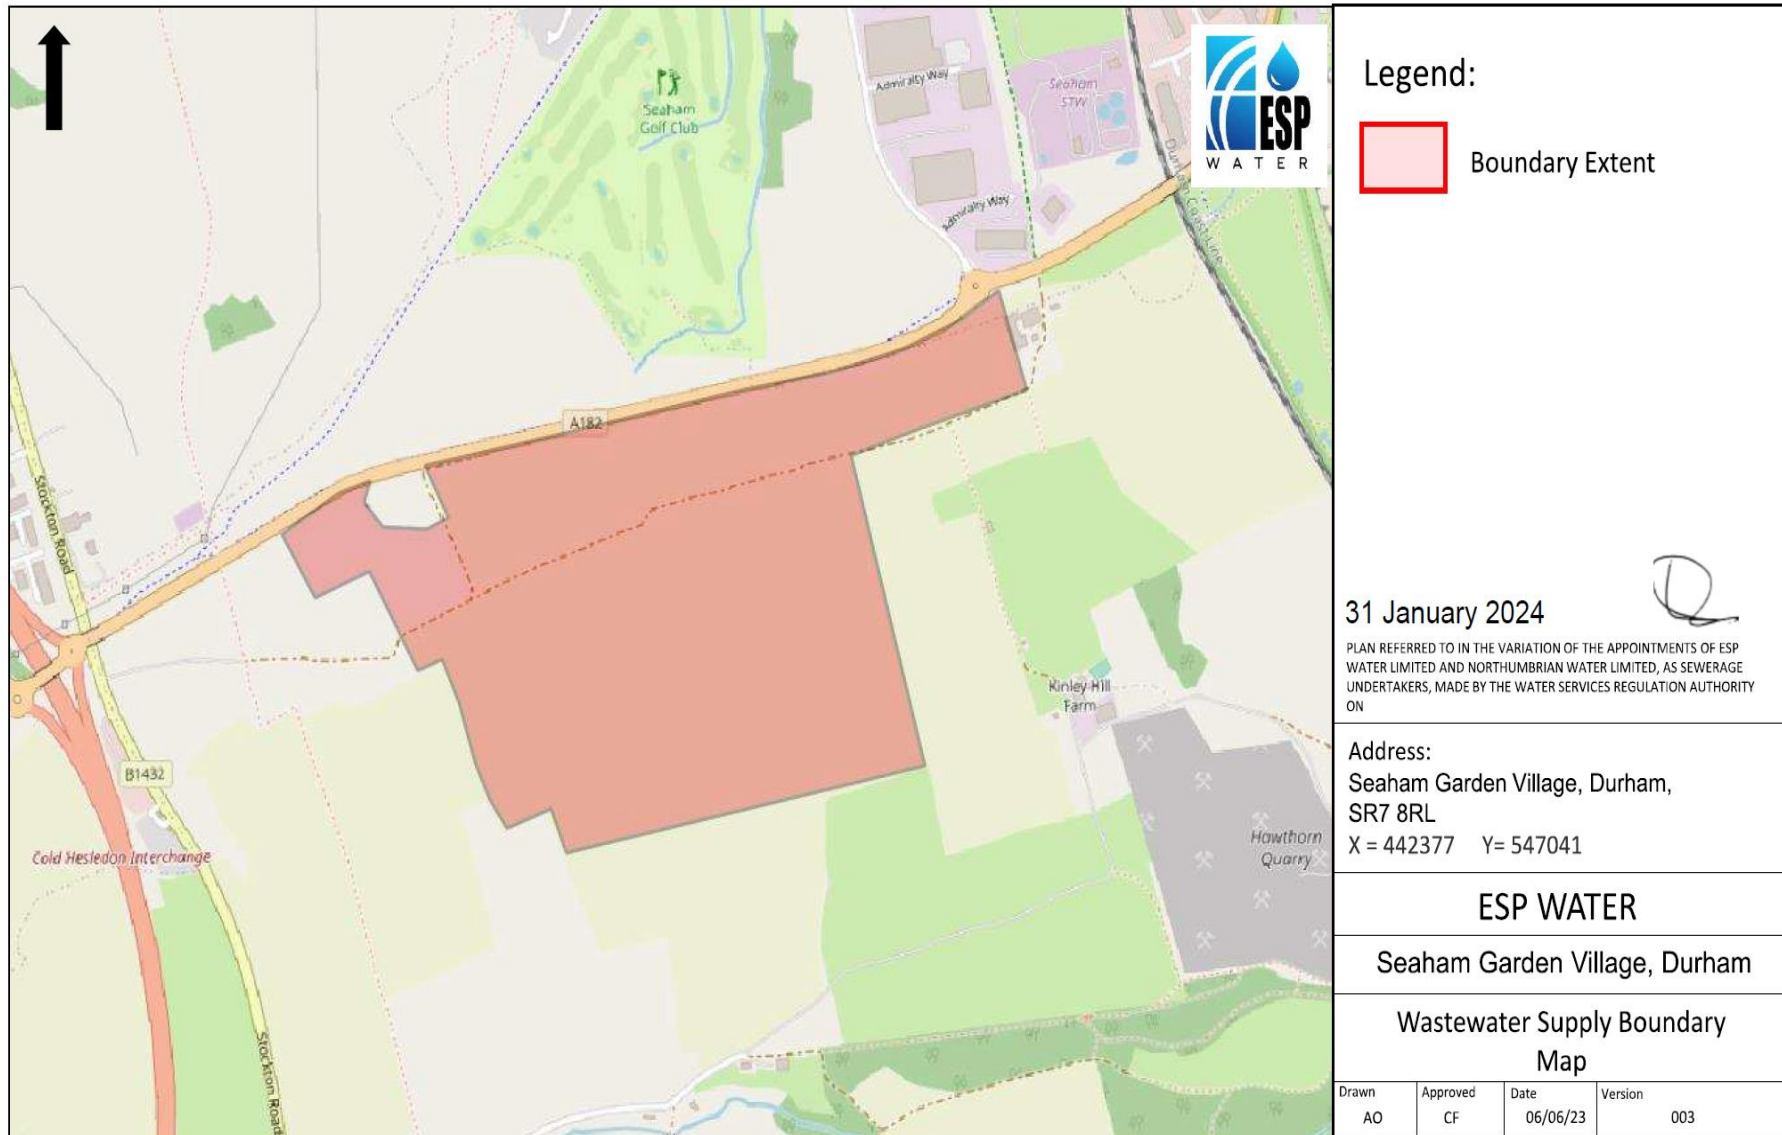 Seaham
Golf Club
Admiralty Way
Admiralty Way
Seaham
STW
Durham Coast Line
ESP
WATER
A182
Stockton Road
B1432
Cold Hesledon Interchange
Stockton Road
Kinley Hill
Farm
Hawthorn
Quarry
Legend:
Boundary Extent
31 January 2024
PLAN REFERRED TO IN THE VARIATION OF THE APPOINTMENTS OF ESP
WATER LIMITED AND NORTHUMBRIAN WATER LIMITED, AS SEWERAGE
UNDERTAKERS, MADE BY THE WATER SERVICES REGULATION AUTHORITY
ON
Address:
Seaham Garden Village, Durham,
SR7 8RL
X = 442377 Y= 547041
ESP WATER
Seaham Garden Village, Durham
Wastewater Supply Boundary
Map
Drawn Approved Date Version
AO CF 06/06/23 003